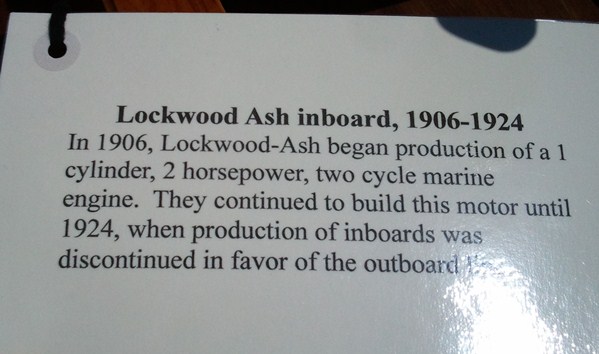 Lockwood Ash inboard, 1906-1924
In 1906, Lockwood-Ash began production of a 1
cylinder, 2 horsepower, two cycle marine
engine. They continued to build this motor until
1924, when production of inboards was
discontinued in favor of the outboard